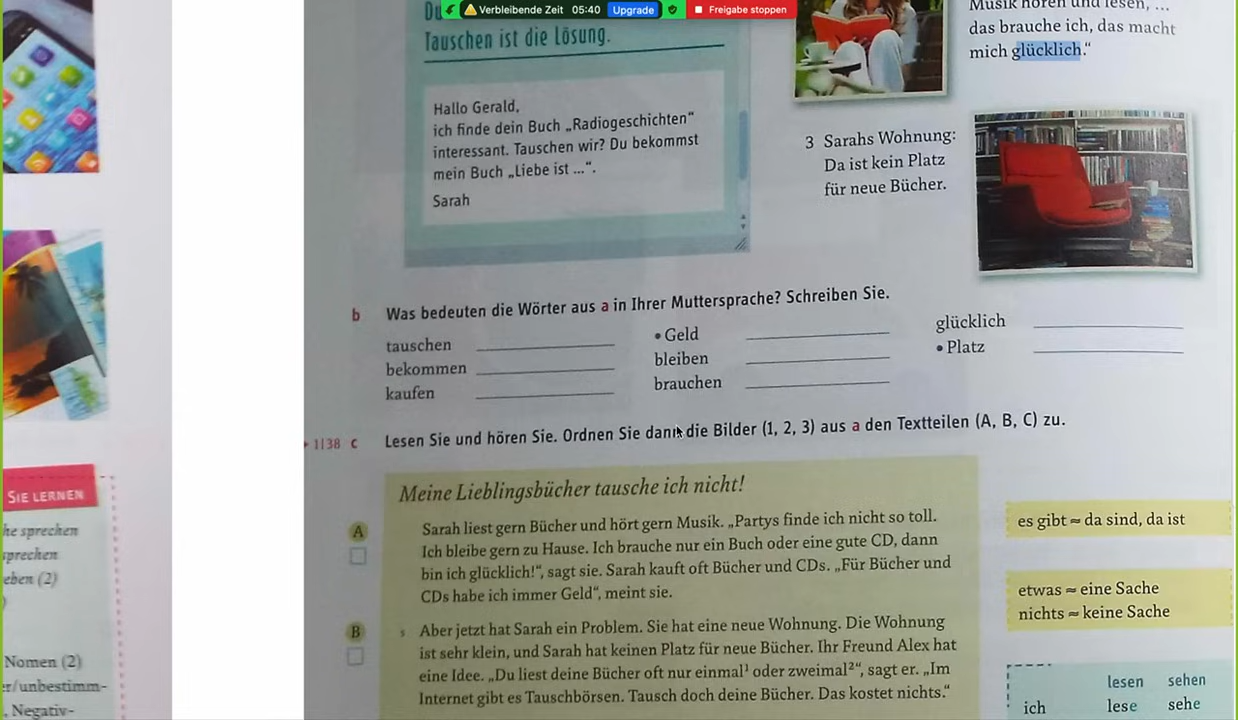 Verbleibende Zeit 05:40 Upgrade Freigabe stoppen
Tauschen ist die Lösung.
Hallo Gerald,
ich finde dein Buch „Radiogeschichten“
interessant. Tauschen wir? Du bekommst
mein Buch „Liebe ist ...“.
Sarah
Musik hören und lesen, ...
das brauche ich, das macht
mich glücklich.“
3 Sarahs Wohnung:
Da ist kein Platz
für neue Bücher.
b Was bedeuten die Wörter aus a in Ihrer Muttersprache? Schreiben Sie.
tauschen
bekommen
kaufen
• Geld
bleiben
brauchen
glücklich
• Platz
1|38 c Lesen Sie und hören Sie. Ordnen Sie dann die Bilder (1, 2, 3) aus a den Textteilen (A, B, C) zu.
Meine Lieblingsbücher tausche ich nicht!
A
Sarah liest gern Bücher und hört gern Musik. „Partys finde ich nicht so toll.
Ich bleibe gern zu Hause. Ich brauche nur ein Buch oder eine gute CD, dann
bin ich glücklich!“, sagt sie. Sarah kauft oft Bücher und CDs. „Für Bücher und
CDs habe ich immer Geld“, meint sie.
B
5 Aber jetzt hat Sarah ein Problem. Sie hat eine neue Wohnung. Die Wohnung
ist sehr klein, und Sarah hat keinen Platz für neue Bücher. Ihr Freund Alex hat
eine Idee. „Du liest deine Bücher oft nur einmal¹ oder zweimal²“, sagt er. „Im
Internet gibt es Tauschbörsen. Tausch doch deine Bücher. Das kostet nichts.“
es gibt ≈ da sind, da ist
etwas ≈ eine Sache
nichts ≈ keine Sache
lesen sehen
ich lese sehe
SIE LERNEN
he sprechen
sprechen
eben (2)
Nomen (2)
er/unbestimm-
, Negativ-